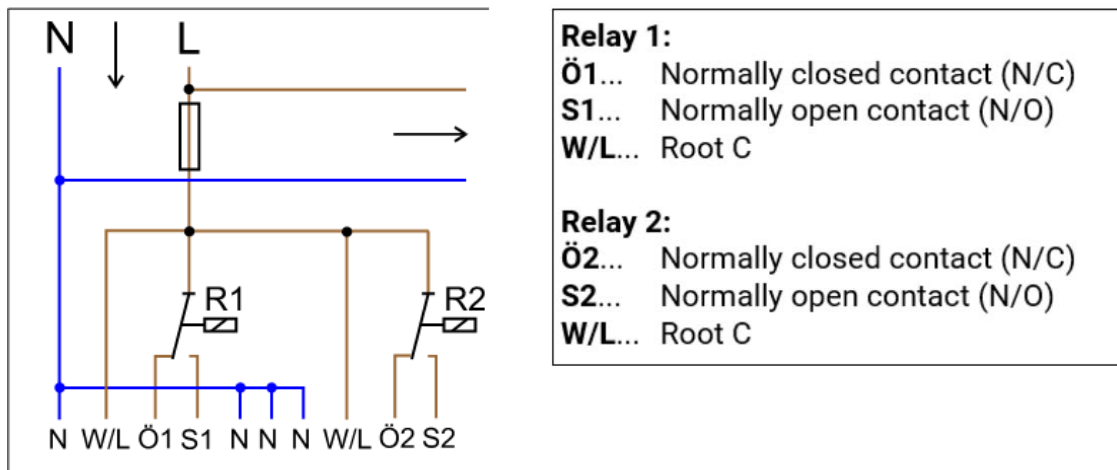 N L
R1 R2
N W/L Ö1 S1 N N N W/L Ö2 S2
Relay 1:
Ö1... Normally closed contact (N/C)
S1... Normally open contact (N/O)
W/L... Root C
Relay 2:
Ö2... Normally closed contact (N/C)
S2... Normally open contact (N/O)
W/L... Root C